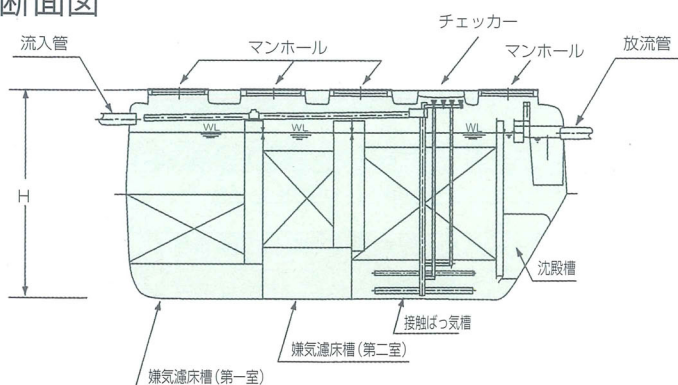 断面図
チェッカー
流入管
マンホール
マンホール
放流管
WL
WL
WL
H
沈殿槽
接触ばっ気槽
嫌気濾床槽(第二室)
嫌気濾床槽(第一室)